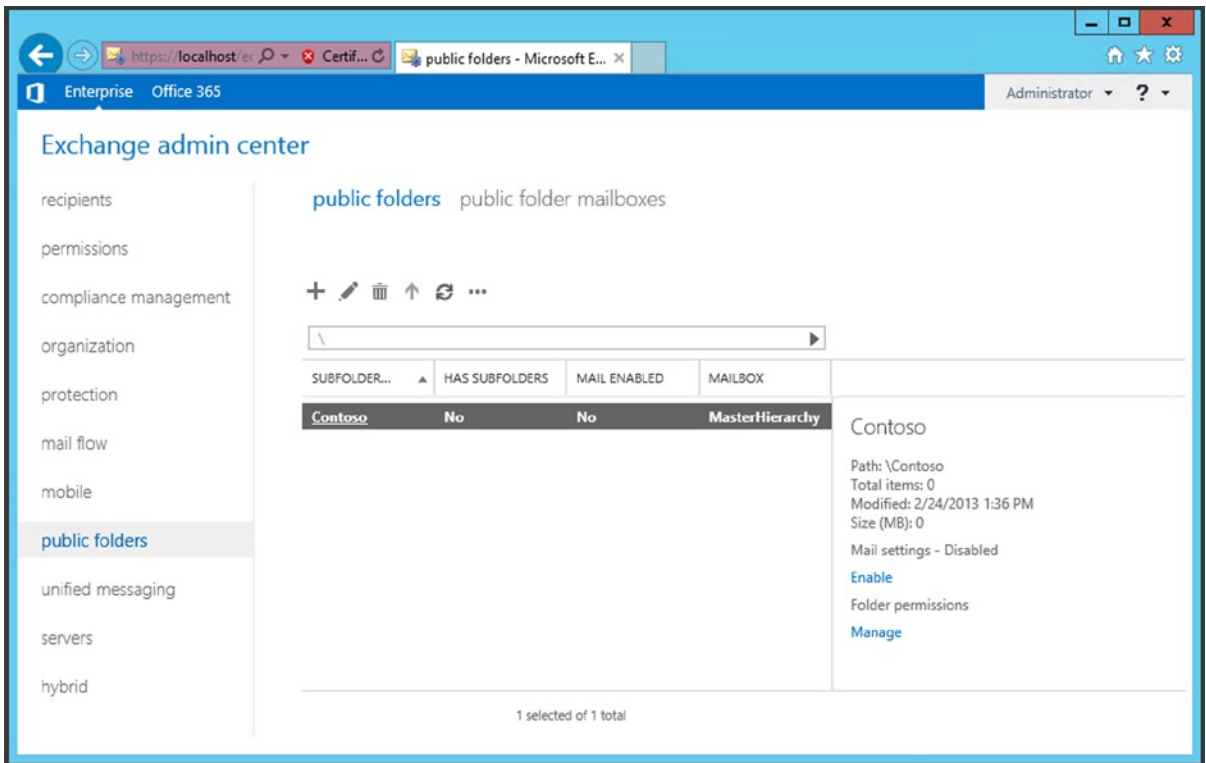 https://localhost/ec
Certif...
public folders - Microsoft E...
Enterprise Office 365
Administrator ?
Exchange admin center
recipients
permissions
compliance management
organization
protection
mail flow
mobile
public folders
unified messaging
servers
hybrid
public folders public folder mailboxes
\
SUBFOLDER... HAS SUBFOLDERS MAIL ENABLED MAILBOX
Contoso No No MasterHierarchy
Contoso
Path: \Contoso
Total items: 0
Modified: 2/24/2013 1:36 PM
Size (MB): 0
Mail settings - Disabled
Enable
Folder permissions
Manage
1 selected of 1 total